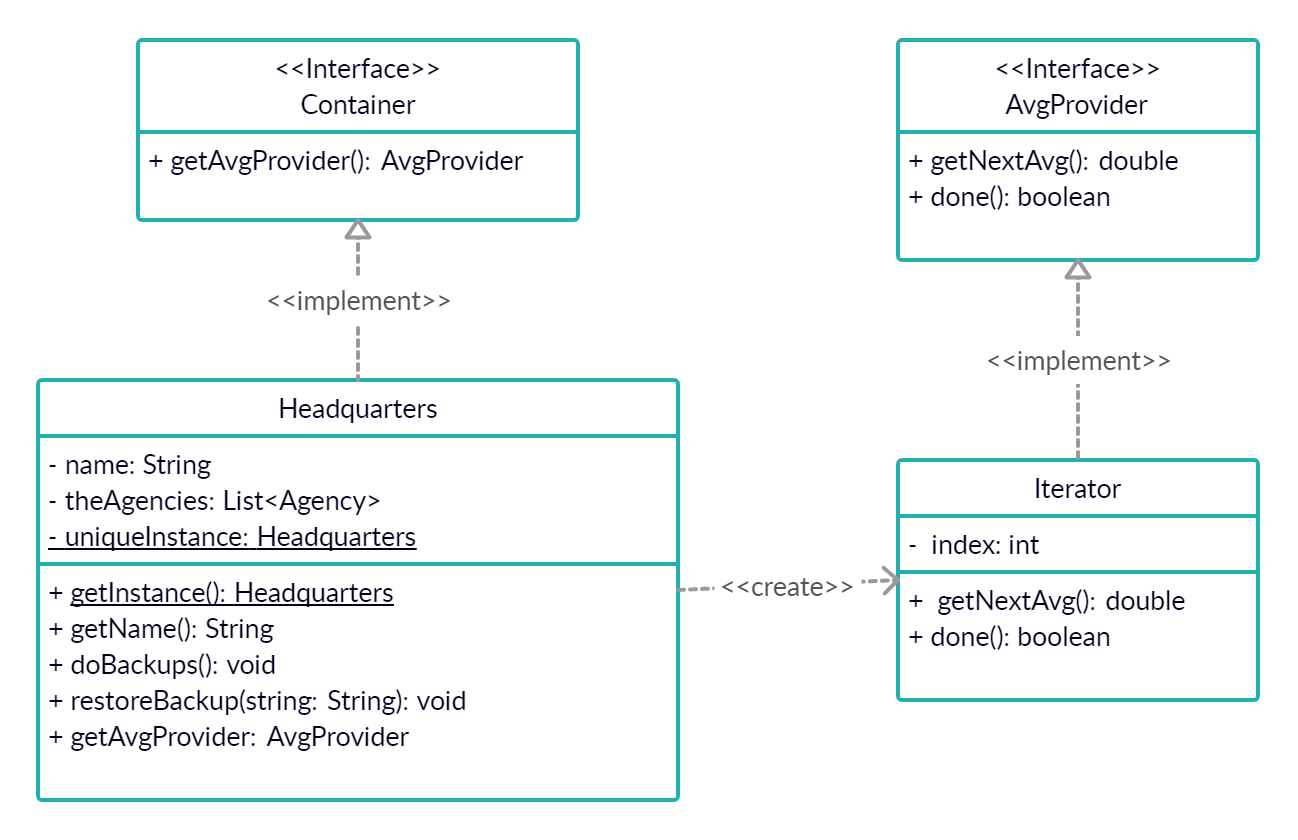 <<Interface>>
Container
+ getAvgProvider(): AvgProvider
<<implement>>
Headquarters
- name: String
- theAgencies: List<Agency>
- uniqueInstance: Headquarters
+ getInstance(): Headquarters
+ getName(): String
+ doBackups(): void
+ restoreBackup(string: String): void
+ getAvgProvider: AvgProvider
<<create>>
<<Interface>>
AvgProvider
+ getNextAvg(): double
+ done(): boolean
<<implement>>
Iterator
- index: int
+ getNextAvg(): double
+ done(): boolean